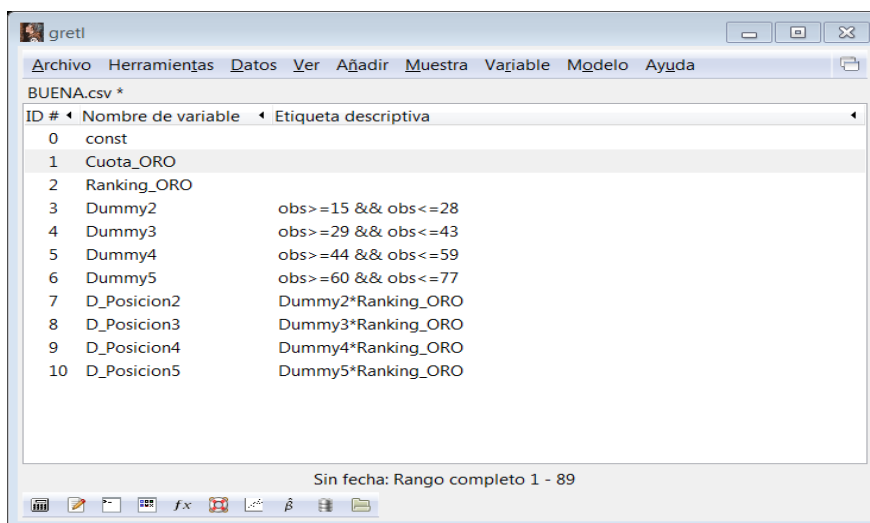 gretl
Archivo Herramientas Datos Ver Añadir Muestra Variable Modelo Ayuda
BUENA.csv *
ID # Nombre de variable Etiqueta descriptiva
0 const
1 Cuota_ORO
2 Ranking_ORO
3 Dummy2 obs>=15 && obs<=28
4 Dummy3 obs>=29 && obs<=43
5 Dummy4 obs>=44 && obs<=59
6 Dummy5 obs>=60 && obs<=77
7 D_Posicion2 Dummy2*Ranking_ORO
8 D_Posicion3 Dummy3*Ranking_ORO
9 D_Posicion4 Dummy4*Ranking_ORO
10 D_Posicion5 Dummy5*Ranking_ORO
Sin fecha: Rango completo 1 - 89
fx β̂